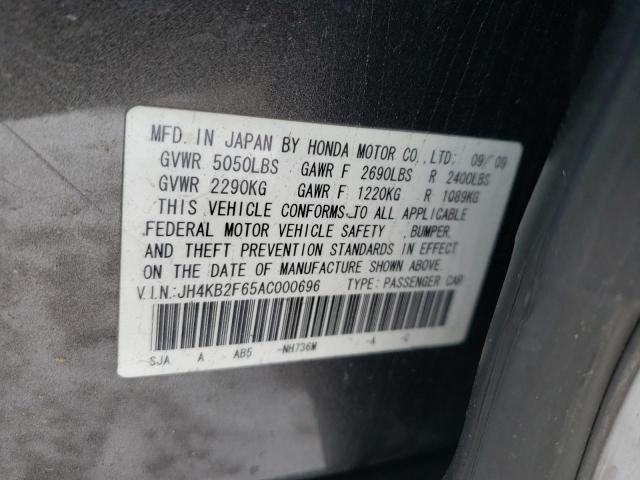 MFD. IN JAPAN BY HONDA MOTOR CO., LTD. 09/09
GVWR 5050LBS GAWR F 2690LBS R 2400LBS
GVWR 2290KG GAWR F 1220KG R 1089KG
THIS VEHICLE CONFORMS TO ALL APPLICABLE
FEDERAL MOTOR VEHICLE SAFETY , BUMPER,
AND THEFT PREVENTION STANDARDS IN EFFECT
ON THE DATE OF MANUFACTURE SHOWN ABOVE.
V.I.N.:JH4KB2F65AC000696 TYPE: PASSENGER CAR
SJA A AB5 -NH736M -A -C